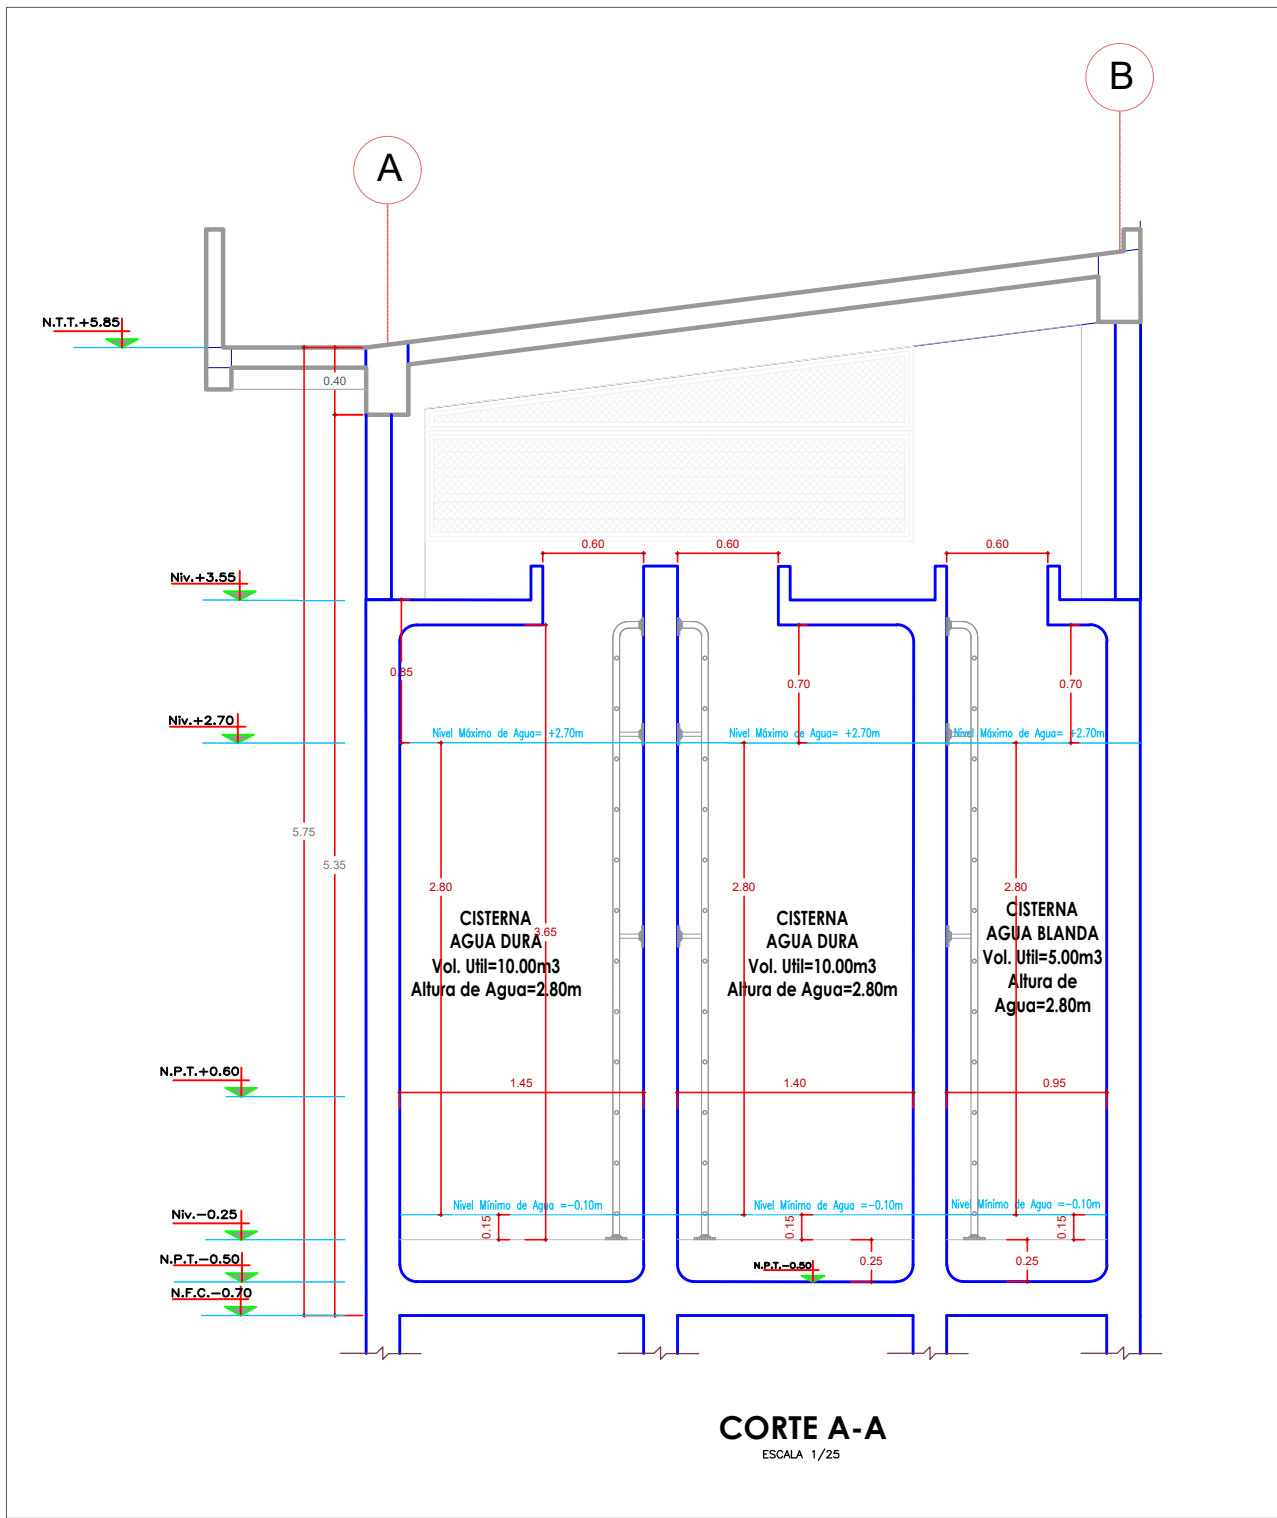 B
A
N.T.T.+5.85
0.40
0.60
0.60
0.60
Niv.+3.55
0.85
0.70
0.70
Niv.+2.70
Nivel Máximo de Agua= +2.70m
Nivel Máximo de Agua= +2.70m
Nivel Máximo de Agua= +2.70m
5.75
5.35
2.80
2.80
2.80
CISTERNA
AGUA DURA
Vol. Util=10.00m3
Altura de Agua=2.80m
3.65
CISTERNA
AGUA DURA
Vol. Util=10.00m3
Altura de Agua=2.80m
CISTERNA
AGUA BLANDA
Vol. Util=5.00m3
Altura de
Agua=2.80m
N.P.T.+0.60
1.45
1.40
0.95
Nivel Mínimo de Agua =-0.10m
Nivel Mínimo de Agua =-0.10m
Nivel Mínimo de Agua =-0.10m
Niv.-0.25
0.15
0.15
0.15
N.P.T.-0.50
N.P.T.-0.50
0.25
0.25
N.F.C.-0.70
CORTE A-A
ESCALA 1/25